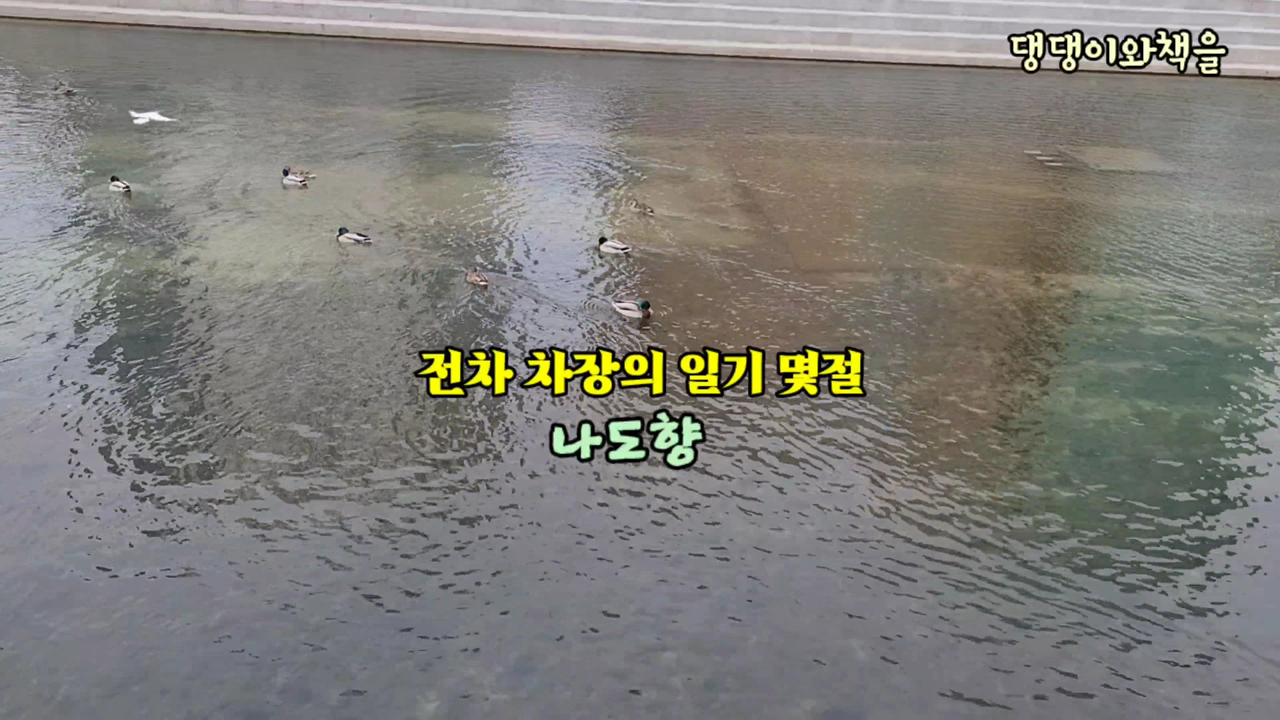 댕댕이와책을
전차 차장의 일기 몇절
나도향